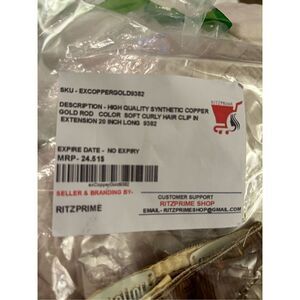 SKU - EXCOPPERGOLD9382
RITZPRIME
DESCRIPTION - HIGH QUALITY SYNTHETIC COPPER
GOLD ROD COLOR SOFT CURLY HAIR CLIP IN
EXTENSION 20 INCH LONG 9382
EXPIRE DATE - NO EXPIRY
MRP- 24.51$
exCopperGold9382
SELLER & BRANDING BY-
RITZPRIME
CUSTOMER SUPPORT
RITZPRIME SHOP
EMAIL- RITZPRIMESHOP@GMAIL.COM